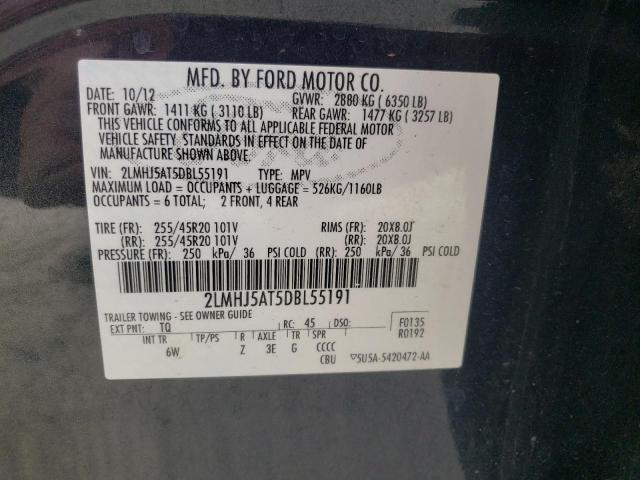 MFD. BY FORD MOTOR CO.
DATE: 10/12 GVWR: 2880 KG ( 6350 LB)
FRONT GAWR: 1411 KG ( 3110 LB) REAR GAWR: 1477 KG ( 3257 LB)
THIS VEHICLE CONFORMS TO ALL APPLICABLE FEDERAL MOTOR
VEHICLE SAFETY STANDARDS IN EFFECT ON THE DATE OF
MANUFACTURE SHOWN ABOVE.
VIN: 2LMHJ5AT5DBL55191 TYPE: MPV
MAXIMUM LOAD = OCCUPANTS + LUGGAGE = 526KG/1160LB
OCCUPANTS = 6 TOTAL; 2 FRONT, 4 REAR
TIRE (FR): 255/45R20 101V RIMS (FR): 20X8.0J
(RR): 255/45R20 101V (RR): 20X8.0J
PRESSURE (FR): 250 kPa/ 36 PSI COLD (RR): 250 kPa/ 36 PSI COLD
2LMHJ5AT5DBL55191
TRAILER TOWING - SEE OWNER GUIDE
EXT PNT: TQ RC: 45 DSO: F0135
INT TR TP/PS R AXLE TR SPR R0192
6W Z 3E G CCCC
CBU 5U5A-5420472-AA